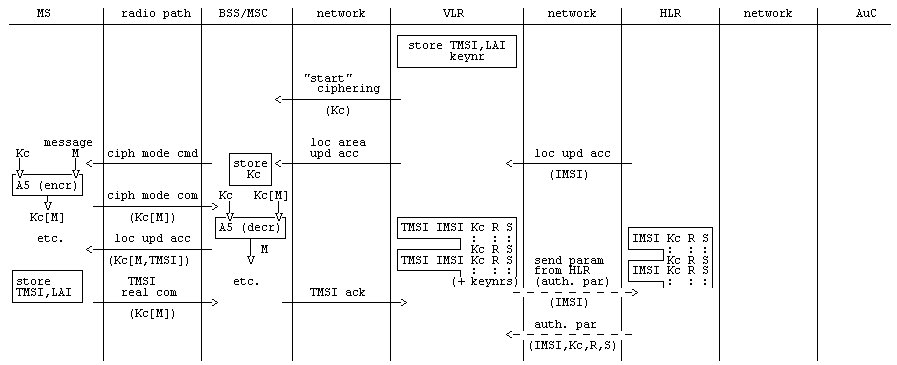 MS radio path BSS/MSC network VLR network HLR network AuC
store TMSI,LAI
keynr
"start"
ciphering
(Kc)
message
Kc M
ciph mode cmd
store
Kc
loc area
upd acc
loc upd acc
(IMSI)
A5 (encr)
Kc[M]
etc.
ciph mode com
(Kc[M])
Kc Kc[M]
A5 (decr)
M
etc.
loc upd acc
(Kc[M,TMSI])
TMSI IMSI Kc R S
: : :
Kc R S
TMSI IMSI Kc R S
: : :
(+ keynrs)
IMSI Kc R S
: : :
Kc R S
IMSI Kc R S
: : :
store
TMSI,LAI
TMSI
real com
(Kc[M])
TMSI ack
send param
from HLR
(auth. par)
(IMSI)
auth. par
(IMSI,Kc,R,S)